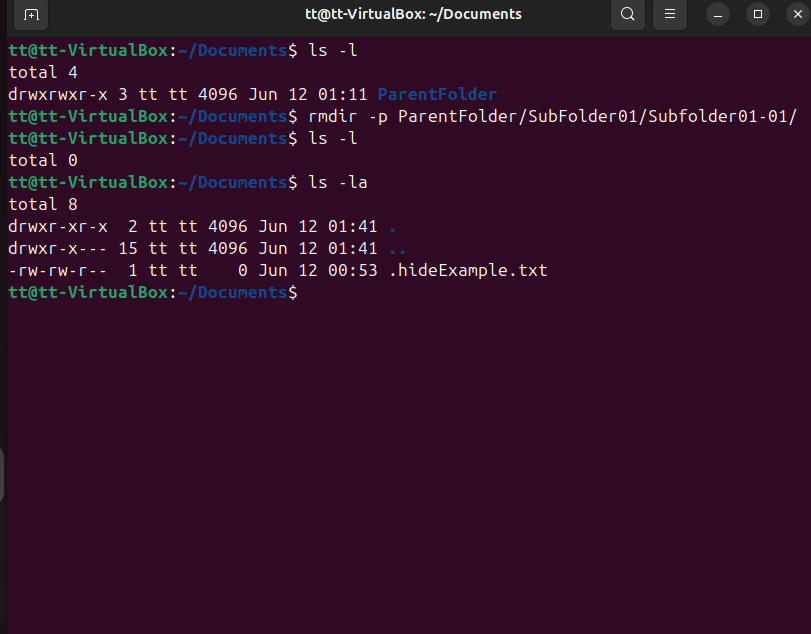 tt@tt-VirtualBox: ~/Documents
tt@tt-VirtualBox:~/Documents$ ls -l
total 4
drwxrwxr-x 3 tt tt 4096 Jun 12 01:11 ParentFolder
tt@tt-VirtualBox:~/Documents$ rmdir -p ParentFolder/SubFolder01/Subfolder01-01/
tt@tt-VirtualBox:~/Documents$ ls -l
total 0
tt@tt-VirtualBox:~/Documents$ ls -la
total 8
drwxr-xr-x  2 tt tt 4096 Jun 12 01:41 .
drwxr-x--- 15 tt tt 4096 Jun 12 01:41 ..
-rw-rw-r--  1 tt tt    0 Jun 12 00:53 .hideExample.txt
tt@tt-VirtualBox:~/Documents$